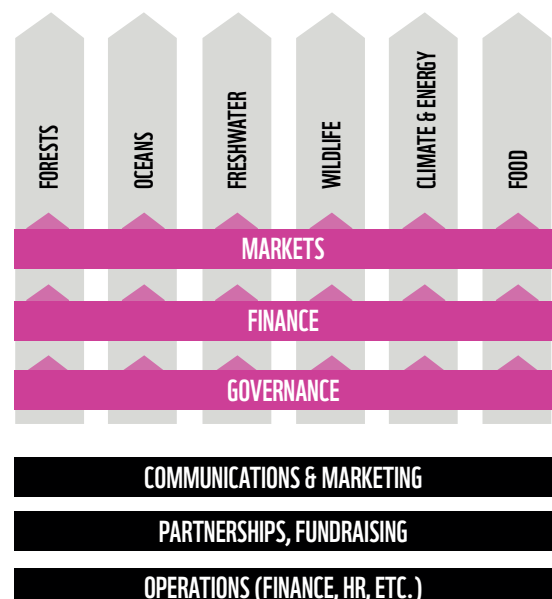 FORESTS
OCEANS
FRESHWATER
WILDLIFE
CLIMATE & ENERGY
FOOD
MARKETS
FINANCE
GOVERNANCE
COMMUNICATIONS & MARKETING
PARTNERSHIPS, FUNDRAISING
OPERATIONS (FINANCE, HR, ETC.)